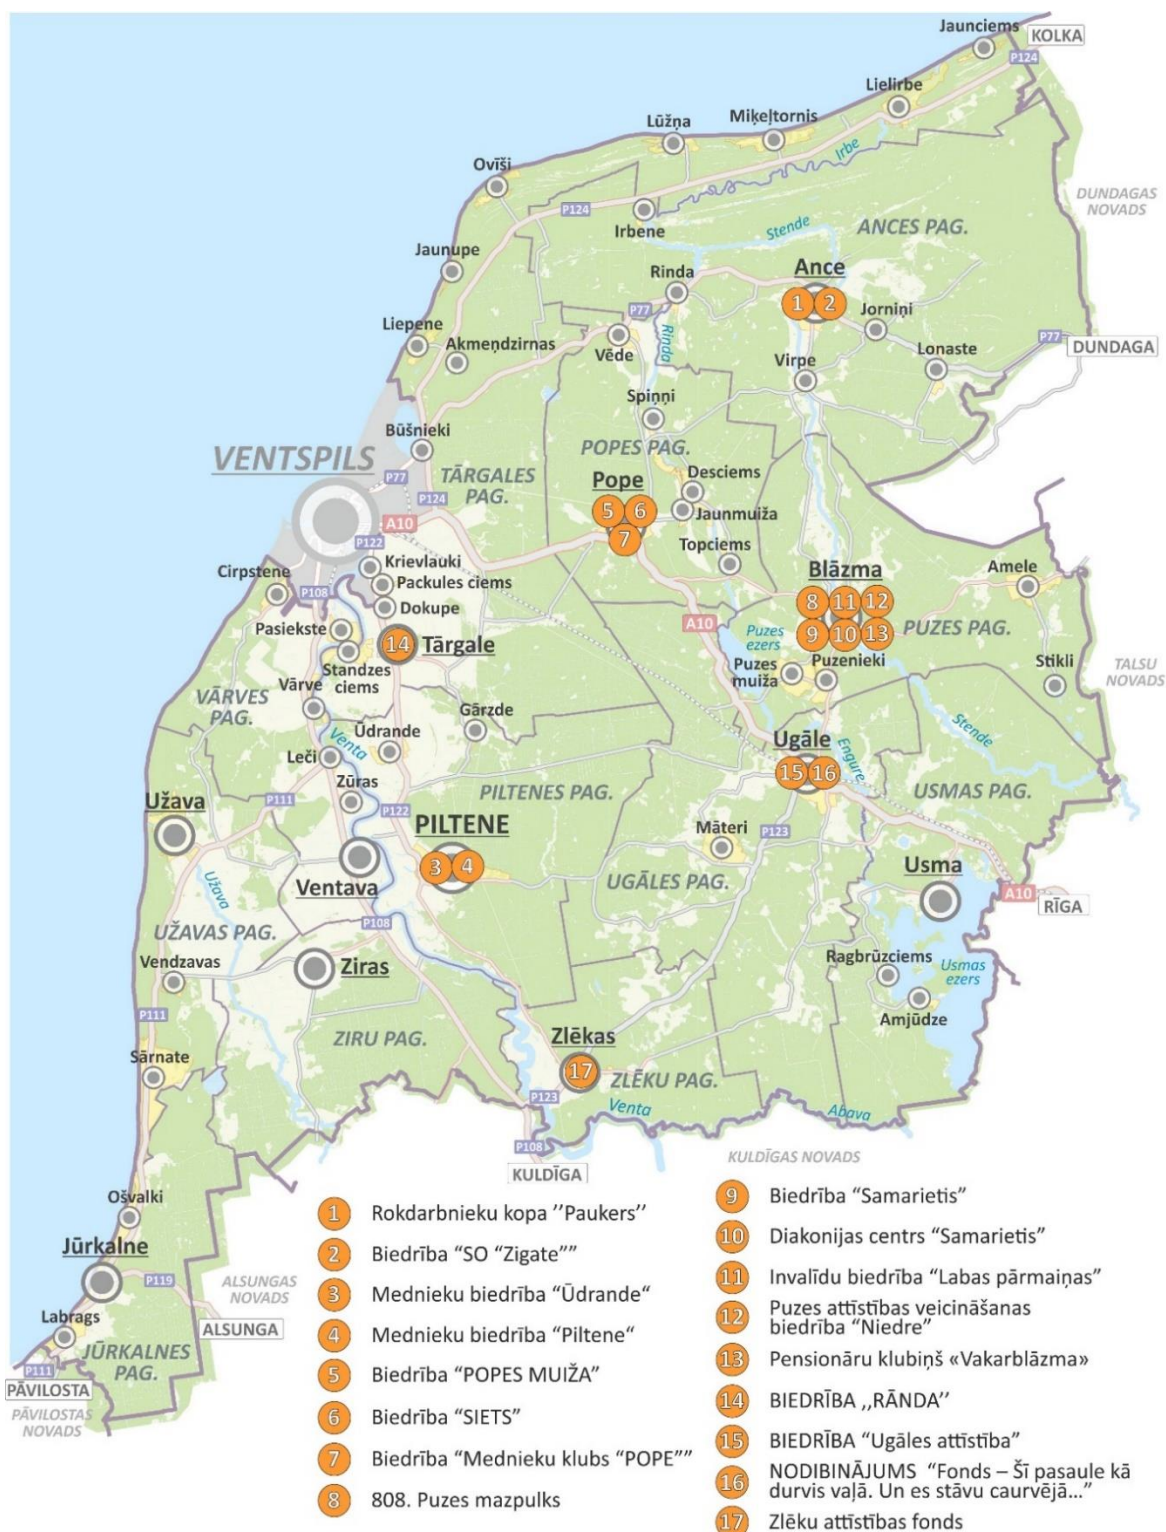 Jaunciems
KOLKA
P124
Lielirbe
Miķeļtornis
Lūžņa
Irbe
Ovīši
DUNDAGAS
NOVADS
P124
Irbene
Stende
ANCES PAG.
Jaunupe
Rinda
Ance
1 2
P77
Jorniņi
Liepene
Akmeņdzirnas
Vēde
Rinda
P77
DUNDAGA
Virpe
Lonaste
Spiņņi
Būšnieki
VENTSPILS
TĀRGALES
PAG.
POPES PAG.
P77
P124
Pope
Desciems
5 6
7
Jaunmuiža
A10
P122
Topciems
Krievlauki
Packules ciems
Cirpstene
P108
Dokupe
Blāzma
Amele
8 11 12
9 10 13
A10
Pasiekste
PUZES PAG.
Puzes
ezers
14
Tārgale
Standzes
ciems
Puzes
muiža
Puzenieki
Stikli
TALSU
NOVADS
VĀRVES
PAG.
Vārve
Gārzde
Venta
Ūdrande
Ugāle
Engure
Stende
Leči
15 16
Zūras
PILTENES PAG.
USMAS PAG.
P111
P122
Užava
PILTENE
Māteri
P123
3 4
Ventava
Usma
Užava
UGĀLES PAG.
A10
RĪGA
P108
UŽAVAS PAG.
Vendzavas
Ziras
Ragbrūzciems
Usmas
ezers
Amjūdze
P111
ZIRU PAG.
Zlēkas
Sārnate
17
ZLĒKU PAG.
P123
Venta
Abava
P108
KULDĪGA
KULDĪGAS NOVADS
Ošvalki
Jūrkalne
P119
ALSUNGAS
NOVADS
Labrags
ALSUNGA
JŪRKALNES
PAG.
P111
PĀVILOSTA
PĀVILOSTAS
NOVADS
1 Rokdarbnieku kopa ’’Paukers’’
2 Biedrība “SO “Zigate””
3 Mednieku biedrība “Ūdrande“
4 Mednieku biedrība “Piltene“
5 Biedrība “POPES MUIŽA”
6 Biedrība “SIETS”
7 Biedrība “Mednieku klubs “POPE””
8 808. Puzes mazpulks
9 Biedrība “Samarietis”
10 Diakonijas centrs “Samarietis”
11 Invalīdu biedrība “Labas pārmaiņas”
12 Puzes attīstības veicināšanas
biedrība “Niedre”
13 Pensionāru klubiņš «Vakarblāzma»
14 BIEDRĪBA ,,RĀNDA’’
15 BIEDRĪBA “Ugāles attīstība”
16 NODIBINĀJUMS “Fonds – Šī pasaule kā
durvis vaļā. Un es stāvu caurvējā...”
17 Zlēku attīstības fonds